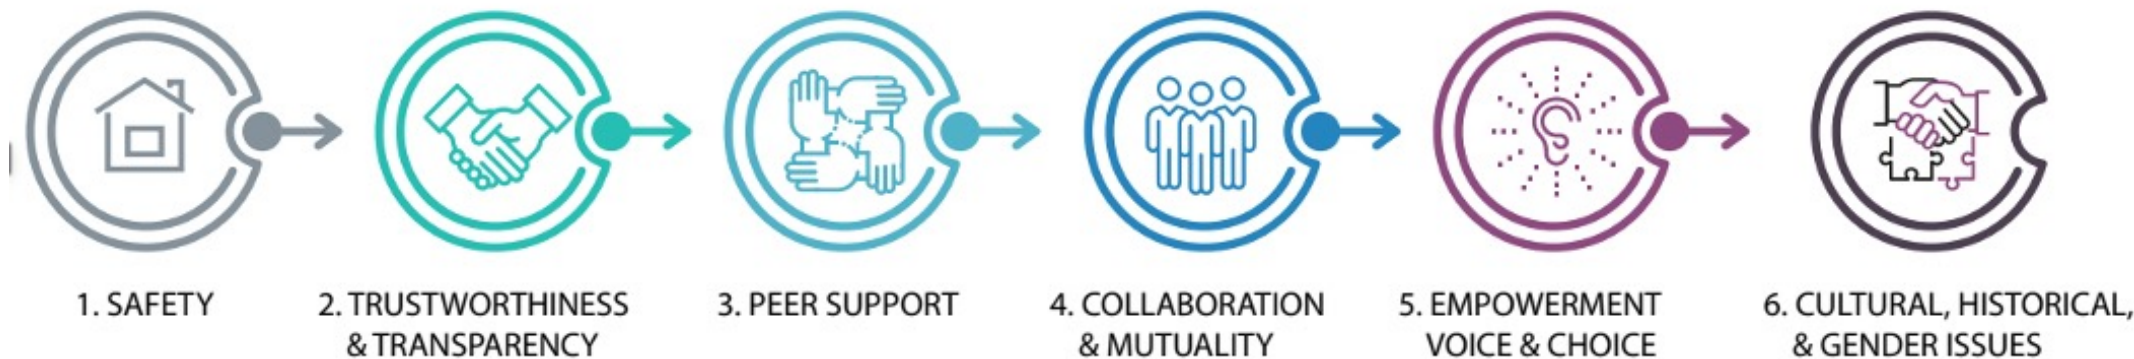 1. SAFETY
2. TRUSTWORTHINESS
& TRANSPARENCY
3. PEER SUPPORT
4. COLLABORATION
& MUTUALITY
5. EMPOWERMENT
VOICE & CHOICE
6. CULTURAL, HISTORICAL,
& GENDER ISSUES